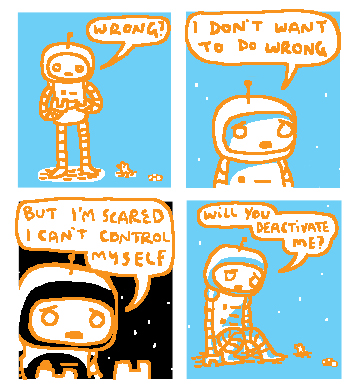 WRONG?
I DON'T WANT
TO DO WRONG
BUT I'M SCARED
I CAN'T CONTROL
MYSELF
WILL YOU
DEACTIVATE
ME?